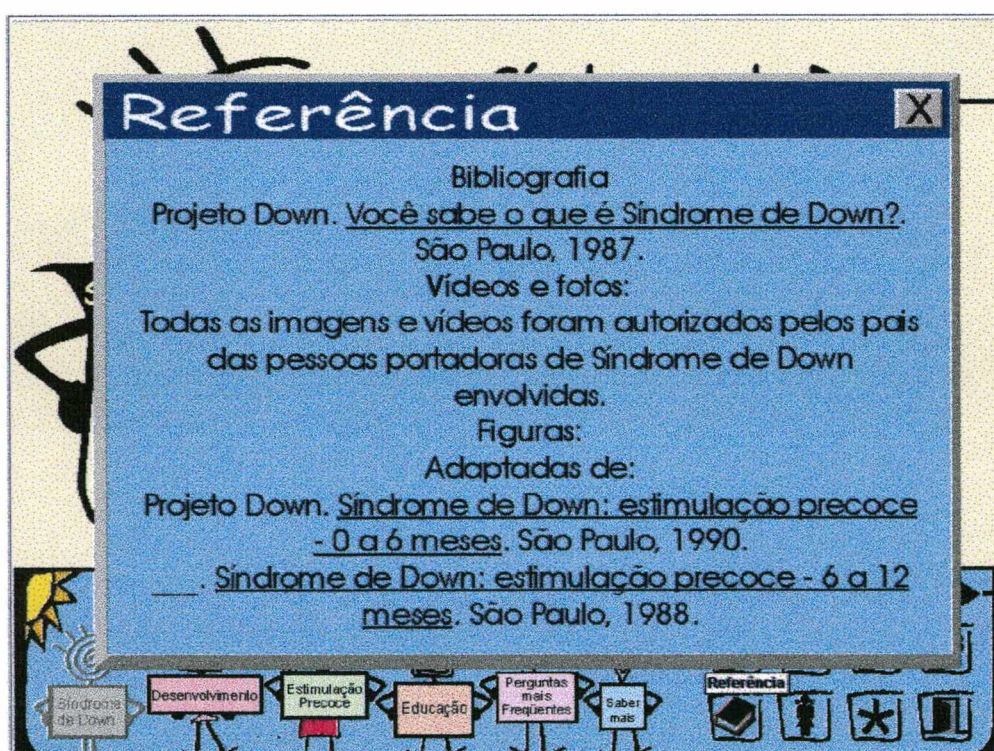 Referência
X
Bibliografia
Projeto Down. Você sabe o que é Síndrome de Down?.
São Paulo, 1987.
Vídeos e fotos:
Todas as imagens e vídeos foram autorizados pelos pais
das pessoas portadoras de Síndrome de Down
envolvidas.
Figuras:
Adaptadas de:
Projeto Down. Síndrome de Down: estimulação precoce
- 0 a 6 meses. São Paulo, 1990.
___. Síndrome de Down: estimulação precoce - 6 a 12
meses. São Paulo, 1988.
Síndrome
de Down
Desenvolvimento
Estimulação
Precoce
Educação
Perguntas
mais
Freqüentes
Saber
mais
Referência